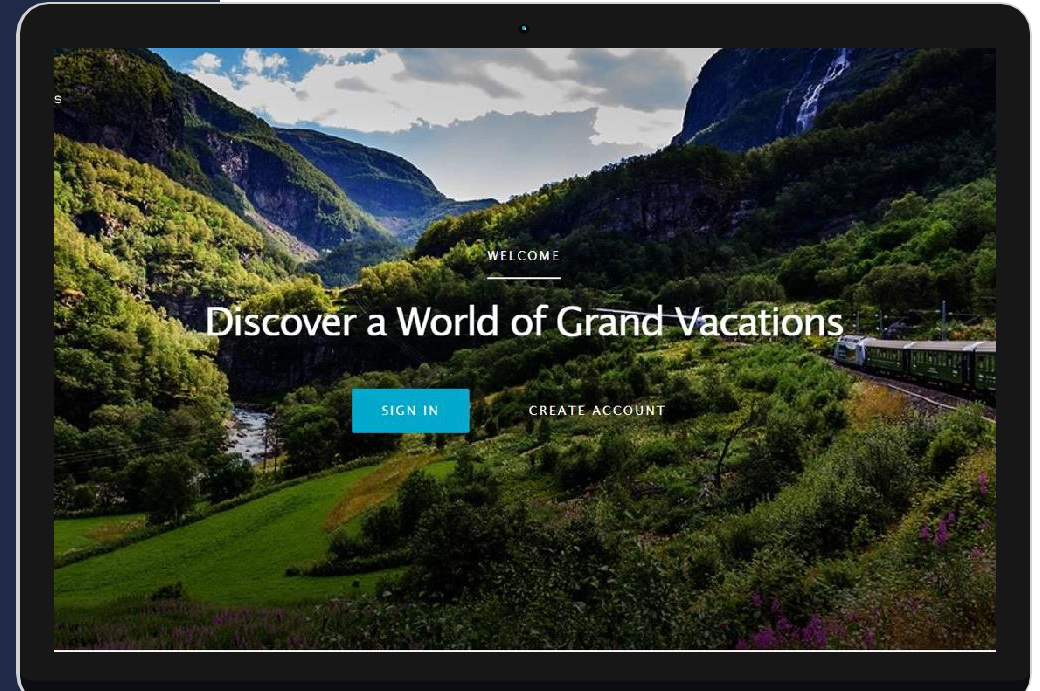 s
WELCOME
Discover a World of Grand Vacations
SIGN IN
CREATE ACCOUNT